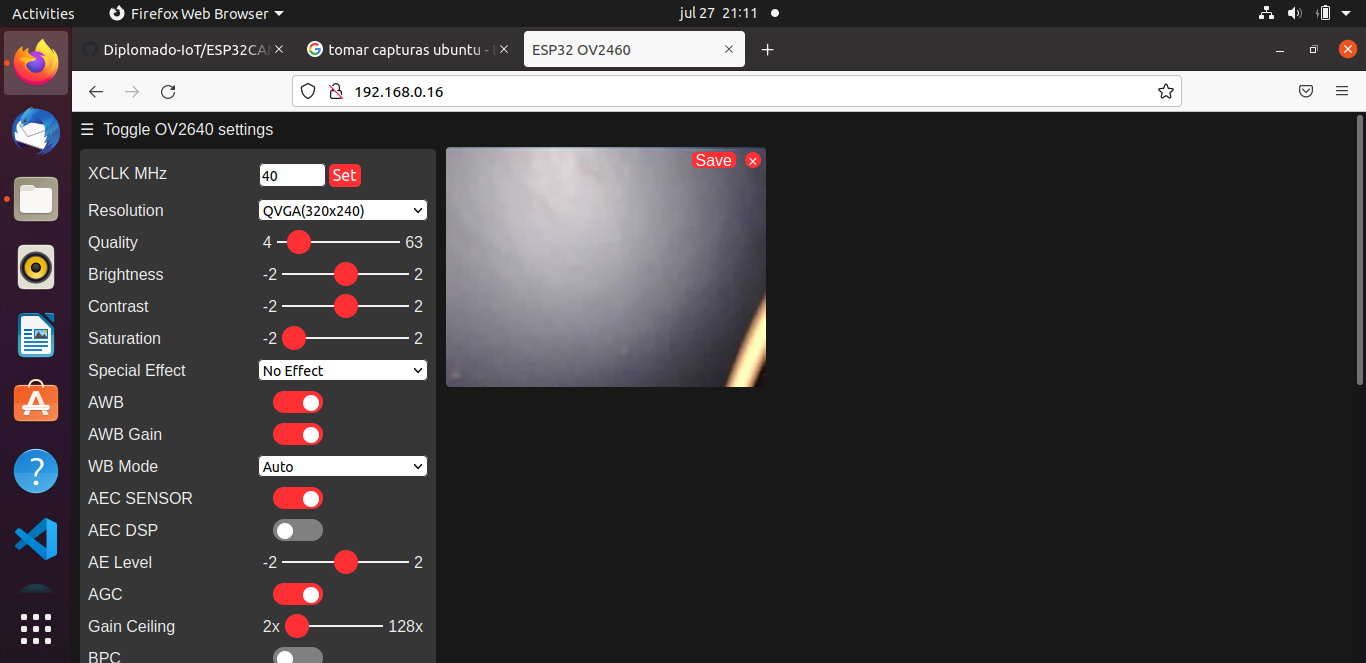 Activities Firefox Web Browser jul 27 21:11
Diplomado-IoT/ESP32CAM tomar capturas ubuntu - ESP32 OV2460
192.168.0.16
☰ Toggle OV2640 settings
XCLK MHz 40 Set
Save ×
Resolution QVGA(320x240)
Quality 4 63
Brightness -2 2
Contrast -2 2
Saturation -2 2
Special Effect No Effect
AWB
AWB Gain
WB Mode Auto
AEC SENSOR
AEC DSP
AE Level -2 2
AGC
Gain Ceiling 2x 128x
BPC